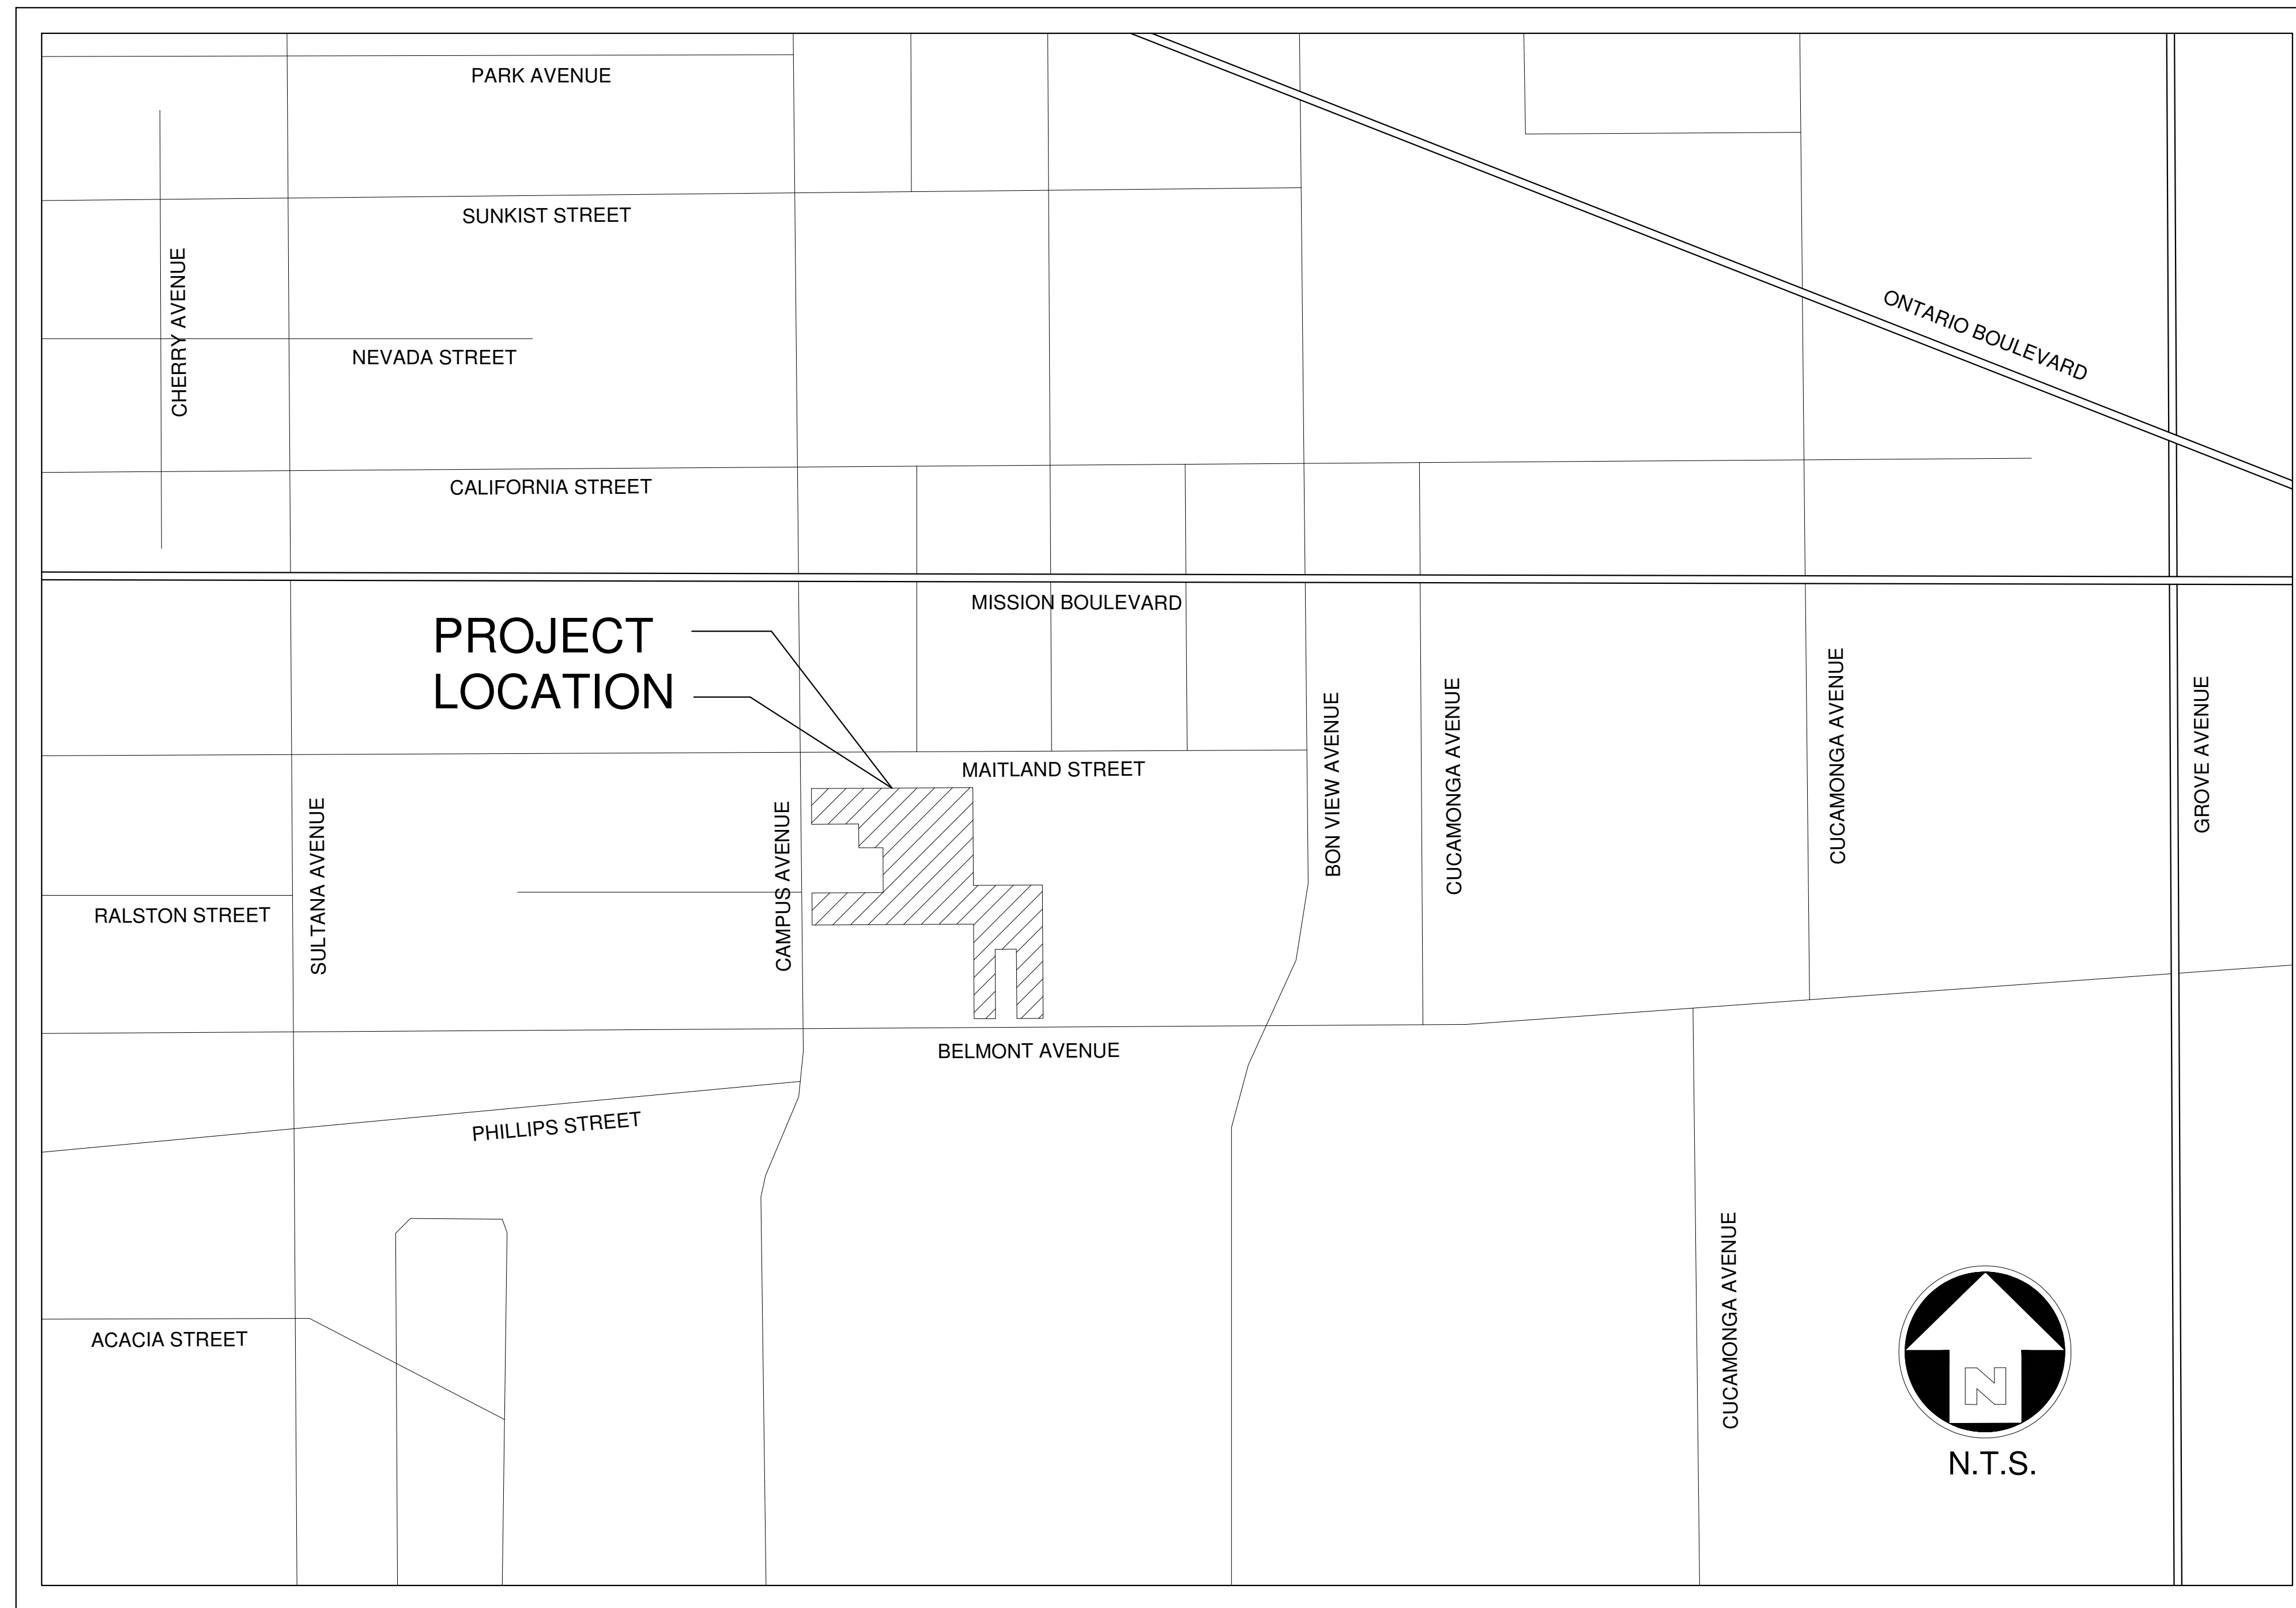 PARK AVENUE
SUNKIST STREET
CHERRY AVENUE
NEVADA STREET
ONTARIO BOULEVARD
CALIFORNIA STREET
MISSION BOULEVARD
PROJECT
LOCATION
MAITLAND STREET
BON VIEW AVENUE
CUCAMONGA AVENUE
CUCAMONGA AVENUE
GROVE AVENUE
SULTANA AVENUE
CAMPUS AVENUE
RALSTON STREET
BELMONT AVENUE
PHILLIPS STREET
CUCAMONGA AVENUE
ACACIA STREET
N
N.T.S.